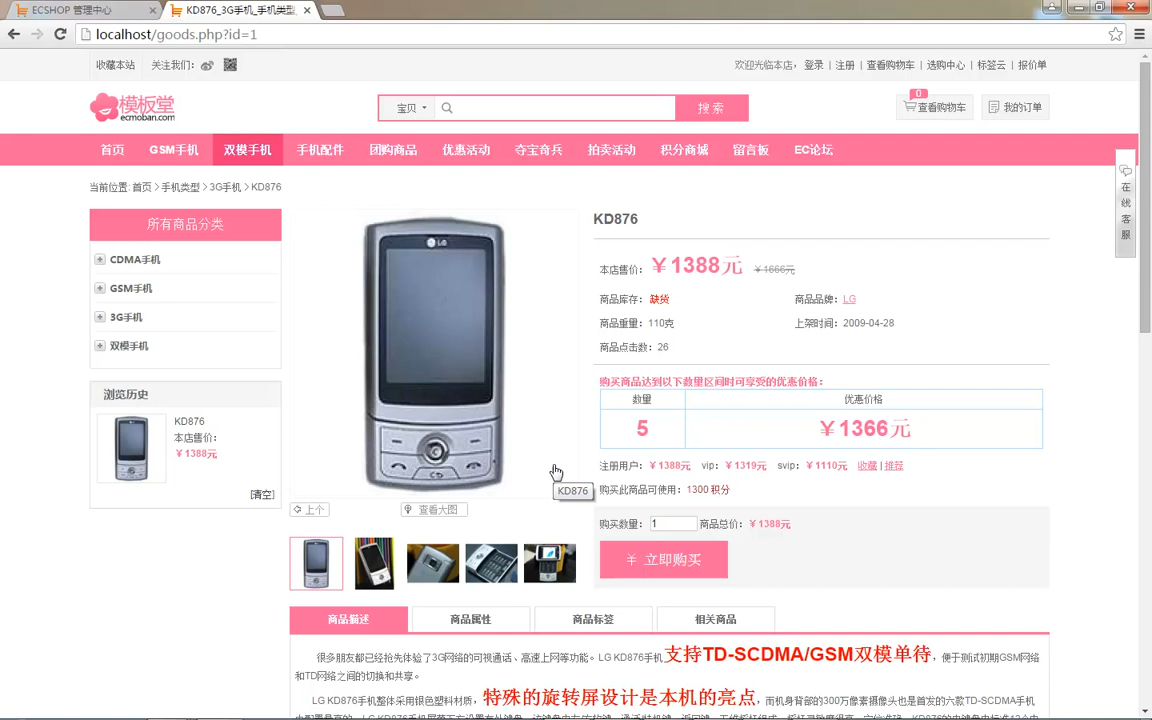 ECSHOP 管理中心
KD876_3G手机_手机类型_
localhost/goods.php?id=1
收藏本站 关注我们:
欢迎光临本店, 登录 | 注册 | 查看购物车 | 选购中心 | 标签云 | 报价单
模板堂
ecmoban.com
宝贝
搜索
0
查看购物车
我的订单
首页 GSM手机 双模手机 手机配件 团购商品 优惠活动 夺宝奇兵 拍卖活动 积分商城 留言板 EC论坛
在线客服
当前位置: 首页 > 手机类型 > 3G手机 > KD876
所有商品分类
CDMA手机
GSM手机
3G手机
双模手机
浏览历史
KD876
本店售价:
￥1388元
[清空]
LG
KD876
上个
查看大图
KD876
本店售价: ￥1388元 ￥1666元
商品库存: 缺货 商品品牌: LG
商品重量: 110克 上架时间: 2009-04-28
商品点击数: 26
购买商品达到以下数量区间时可享受的优惠价格:
数量 优惠价格
5 ￥1366元
注册用户: ￥1388元 vip: ￥1319元 svip: ￥1110元 收藏 | 推荐
购买此商品可使用: 1300 积分
购买数量: 1 商品总价: ￥1388元
￥ 立即购买
商品描述 商品属性 商品标签 相关商品
很多朋友都已经抢先体验了3G网络的可视通话、高速上网等功能。LG KD876手机支持TD-SCDMA/GSM双模单待, 便于测试初期GSM网络
和TD网络之间的切换和共享。
LG KD876手机整体采用银色塑料材质, 特殊的旋转屏设计是本机的亮点, 而机身背部的300万像素摄像头也是首发的六款TD-SCDMA手机